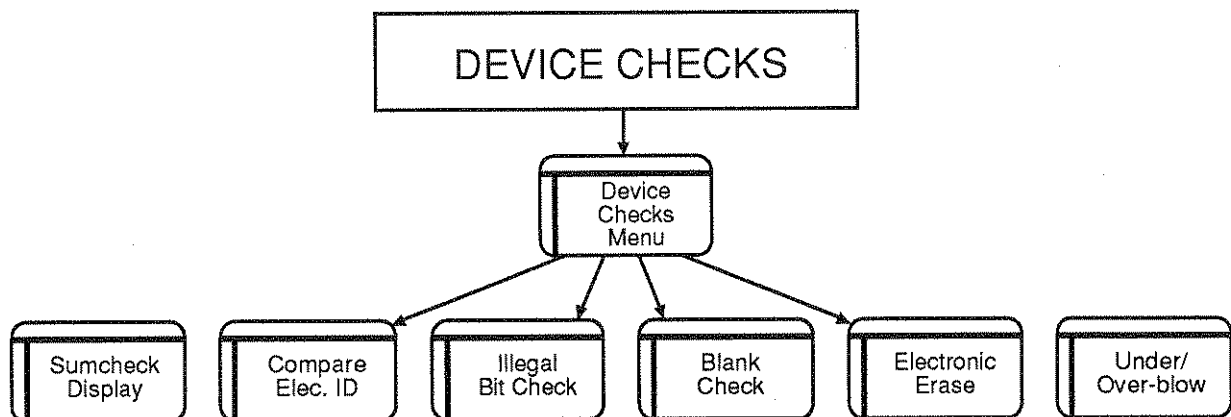 DEVICE CHECKS
Device
Checks
Menu
Sumcheck
Display
Compare
Elec. ID
Illegal
Bit Check
Blank
Check
Electronic
Erase
Under/
Over-blow